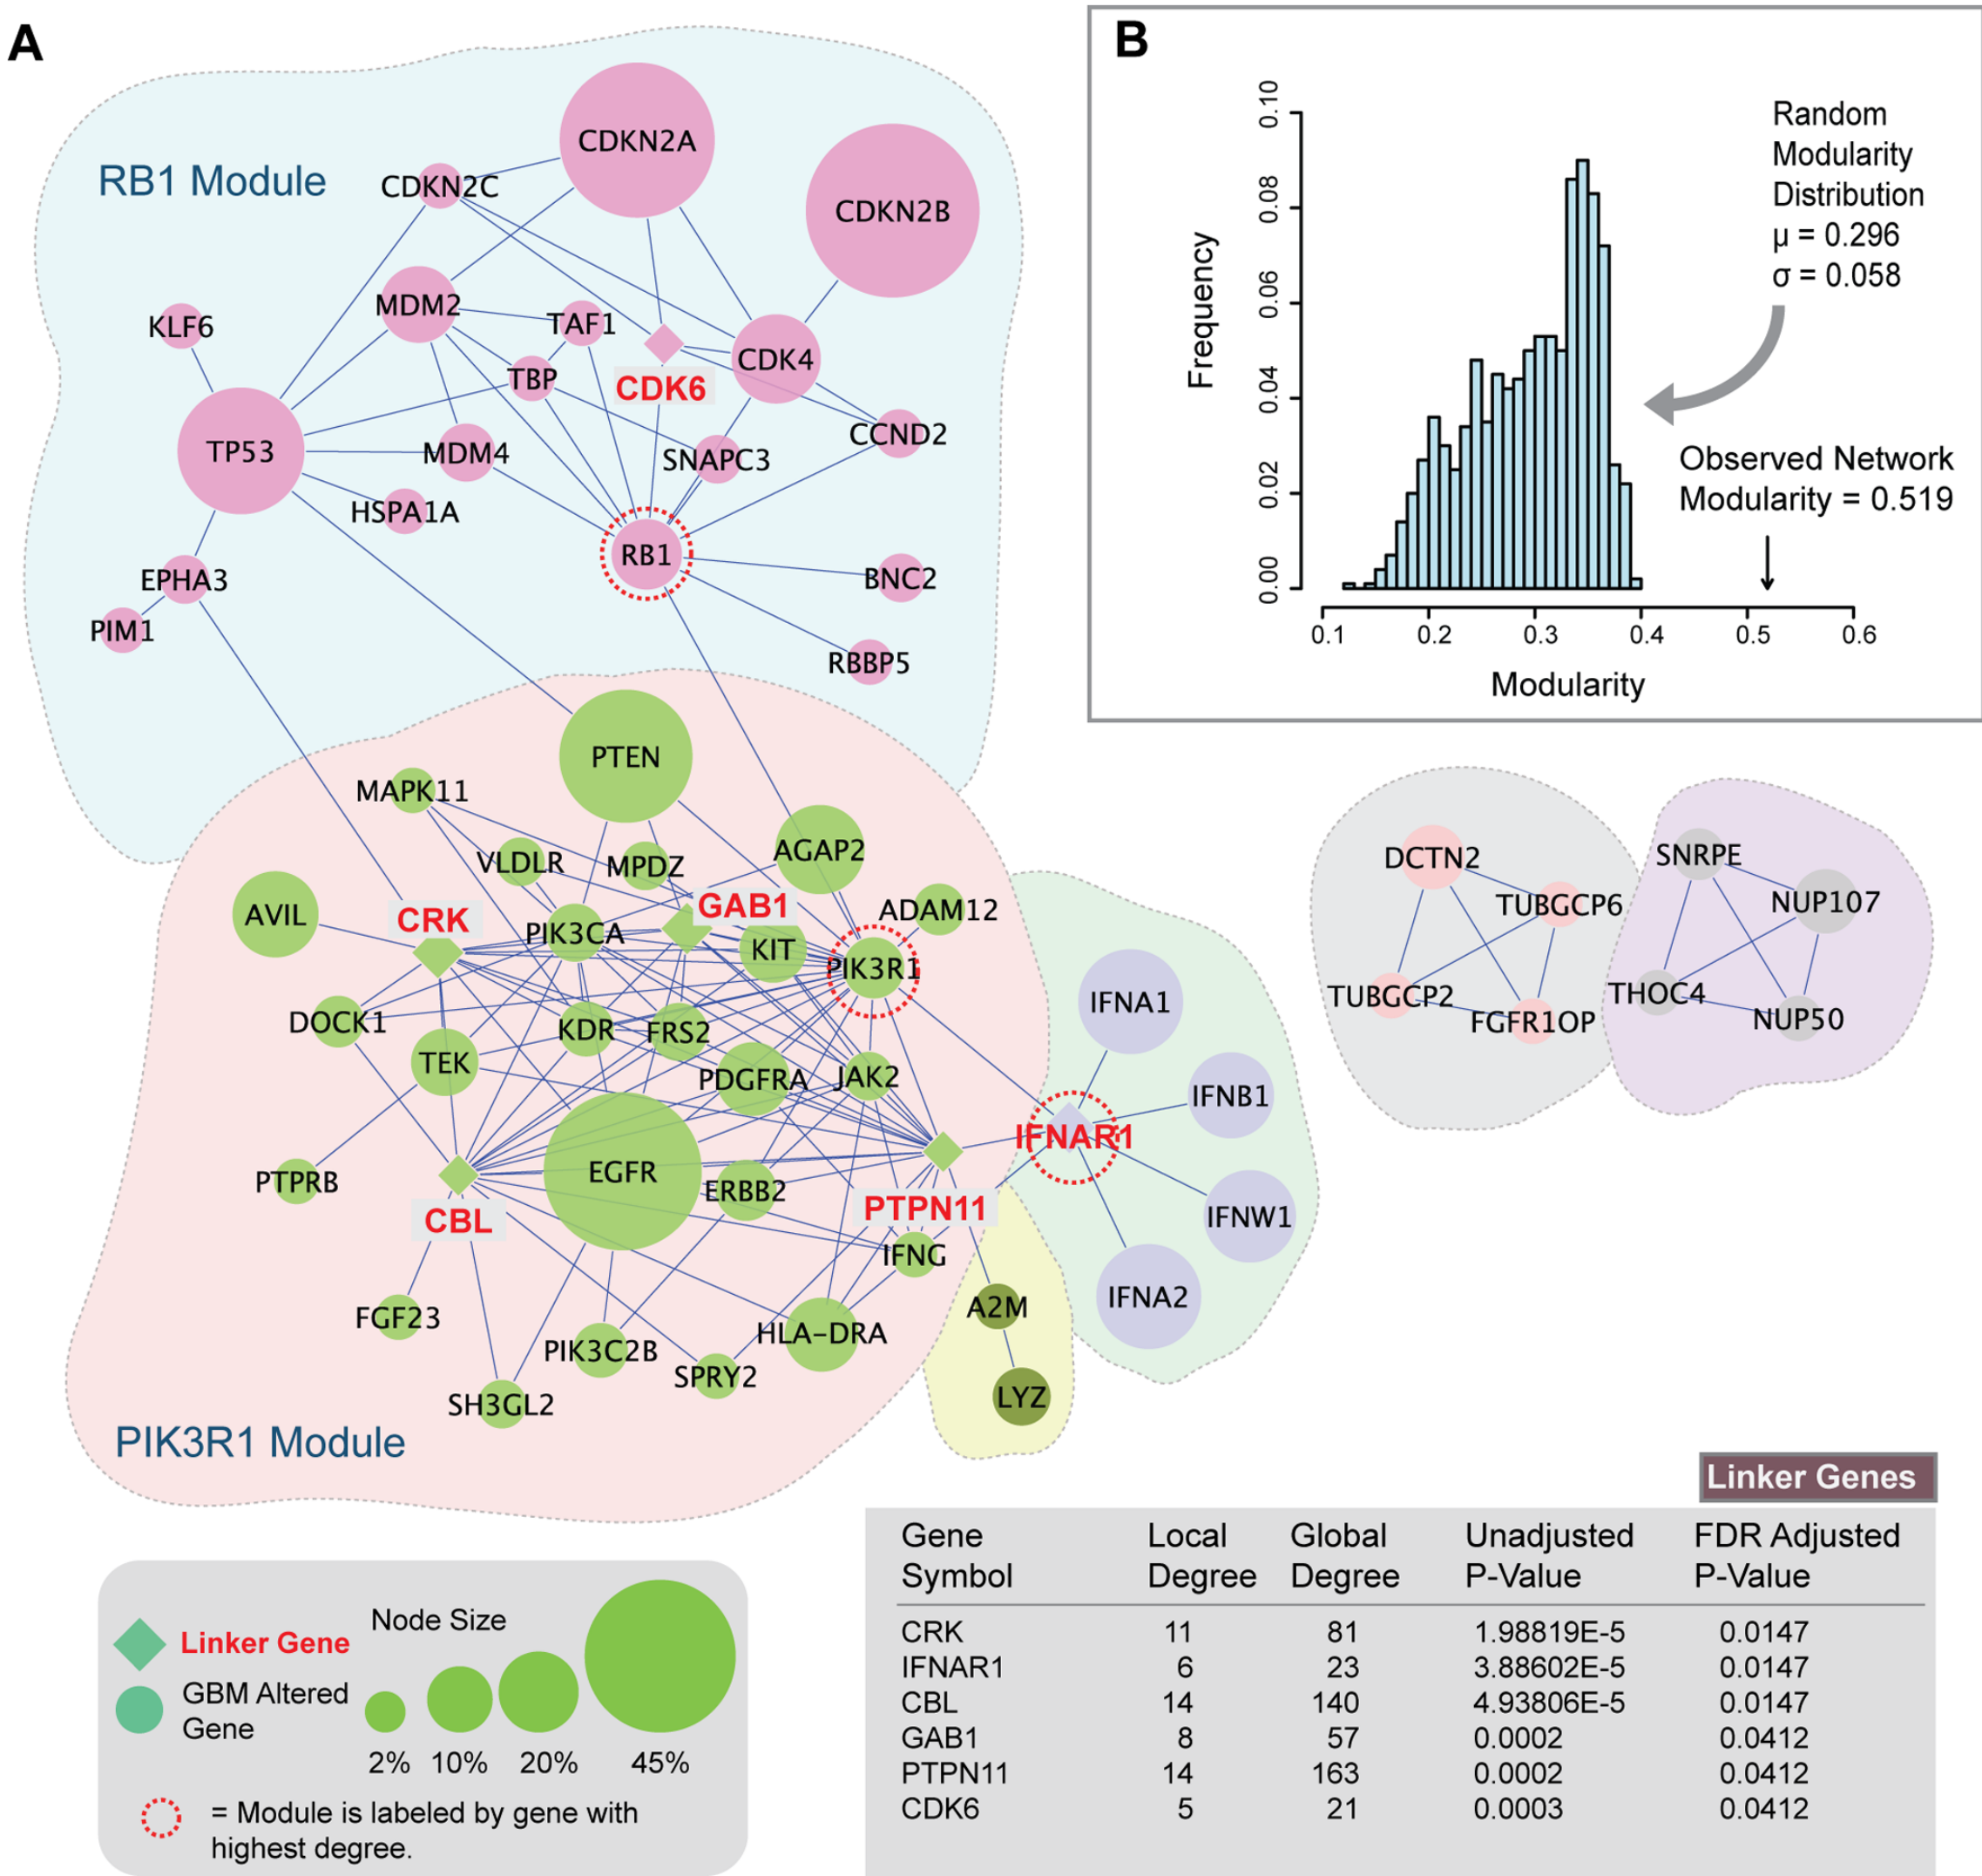 A
RB1 Module
CDKN2A
CDKN2C
CDKN2B
MDM2
KLF6
TAF1
CDK4
TBP
CDK6
CCND2
TP53
MDM4
SNAPC3
HSPA1A
RB1
EPHA3
BNC2
PIM1
RBBP5
PTEN
MAPK11
VLDLR
MPDZ
AGAP2
AVIL
CRK
GAB1
ADAM12
PIK3CA
KIT
PIK3R1
DOCK1
KDR
FRS2
TEK
PDGFRA
JAK2
PTPRB
EGFR
ERBB2
CBL
PTPN11
IFNG
FGF23
PIK3C2B
HLA-DRA
SPRY2
SH3GL2
PIK3R1 Module
IFNA1
IFNB1
IFNAR1
IFNW1
IFNA2
A2M
LYZ
DCTN2
TUBGCP6
TUBGCP2
FGFR1OP
SNRPE
NUP107
THOC4
NUP50
B
Frequency
0.10
0.08
0.06
0.04
0.02
0.00
0.1 0.2 0.3 0.4 0.5 0.6
Modularity
Random
Modularity
Distribution
μ = 0.296
σ = 0.058
Observed Network
Modularity = 0.519
Linker Gene
GBM Altered
Gene
Node Size
2% 10% 20% 45%
= Module is labeled by gene with
highest degree.
Linker Genes
Gene Local Global Unadjusted FDR Adjusted
Symbol Degree Degree P-Value P-Value
CRK 11 81 1.98819E-5 0.0147
IFNAR1 6 23 3.88602E-5 0.0147
CBL 14 140 4.93806E-5 0.0147
GAB1 8 57 0.0002 0.0412
PTPN11 14 163 0.0002 0.0412
CDK6 5 21 0.0003 0.0412